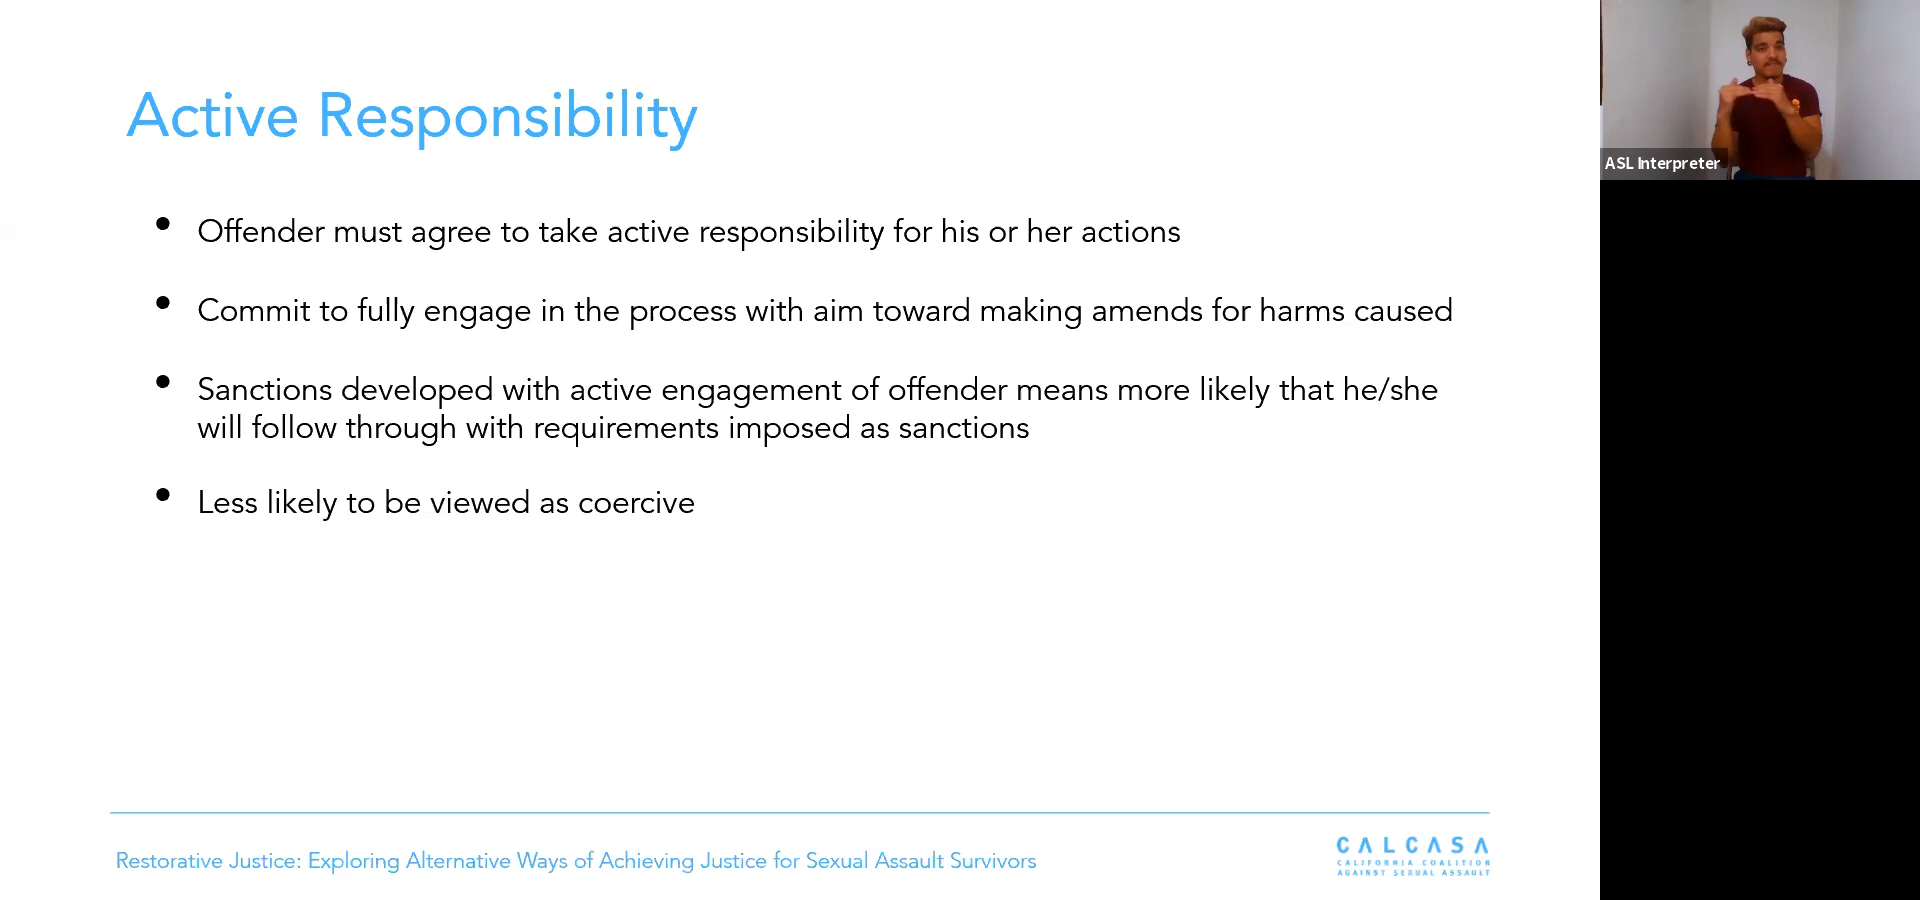 Active Responsibility
• Offender must agree to take active responsibility for his or her actions
• Commit to fully engage in the process with aim toward making amends for harms caused
• Sanctions developed with active engagement of offender means more likely that he/she
will follow through with requirements imposed as sanctions
• Less likely to be viewed as coercive
Restorative Justice: Exploring Alternative Ways of Achieving Justice for Sexual Assault Survivors
CALCASA
CALIFORNIA COALITION
AGAINST SEXUAL ASSAULT
ASL Interpreter